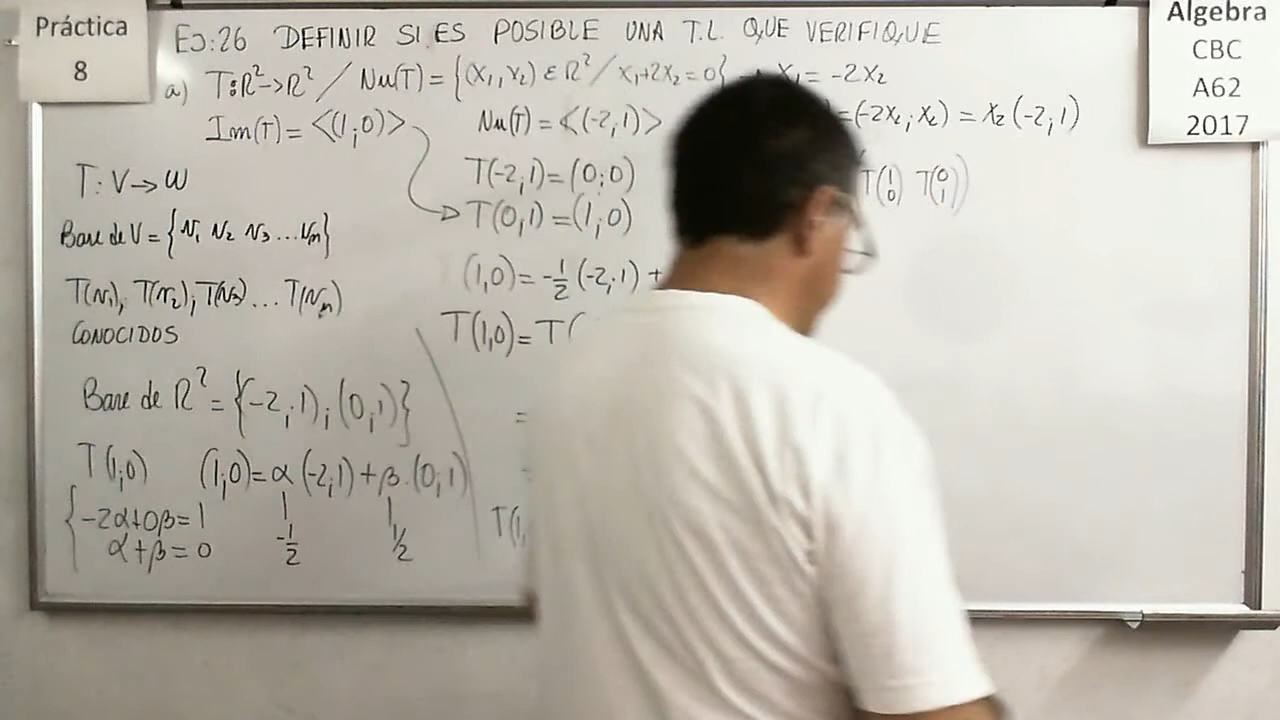 Práctica
8
Algebra
CBC
A62
2017
EJ:26 DEFINIR SI ES POSIBLE UNA T.L. QUE VERIFIQUE
a) T:ℝ²→ℝ² / Nu(T) = {(X₁,X₂) ε ℝ² / X₁+2X₂=0} → X₁ = -2X₂
Im(T) = <(1;0)>
Nu(T) = <(-2,1)>
=(-2X₂;X₂) = X₂(-2,1)
T: V → W
Base de V = {v₁ v₂ v₃ ... vₙ}
T(v₁), T(v₂), T(v₃) ... T(vₙ)
CONOCIDOS
Base de ℝ² = {(-2;1);(0,1)}
T(1;0) (1;0) = α(-2,1) + β.(0,1)
-2α+0β=1
α+β=0
-1/2 1/2
T(-2,1) = (0;0)
T(0,1) = (1;0)
(1,0) = -1/2 (-2,1) +
T(1,0) = T(
=
T(1,
T(1 0) T(0 1))